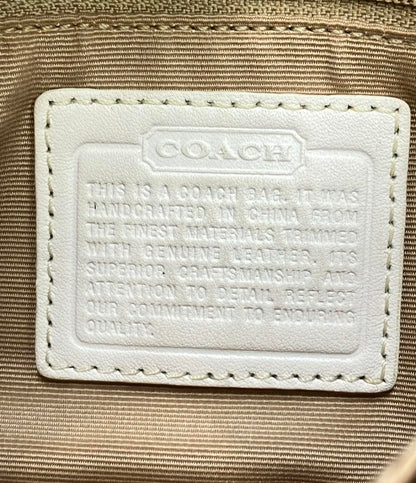 COACH
THIS IS A COACH BAG. IT WAS
HANDCRAFTED IN CHINA FROM
THE FINEST MATERIALS TRIMMED
WITH GENUINE LEATHER. ITS
SUPERIOR CRAFTSMANSHIP AND
ATTENTION TO DETAIL REFLECT
OUR COMMITMENT TO ENDURING
QUALITY.